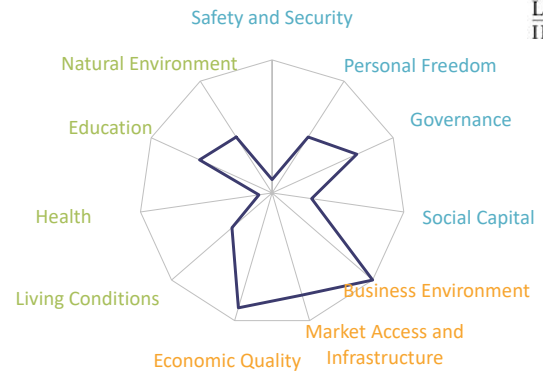 Safety and Security
Natural Environment
Personal Freedom
Education
Governance
Health
Social Capital
Living Conditions
Business Environment
Economic Quality
Market Access and
Infrastructure